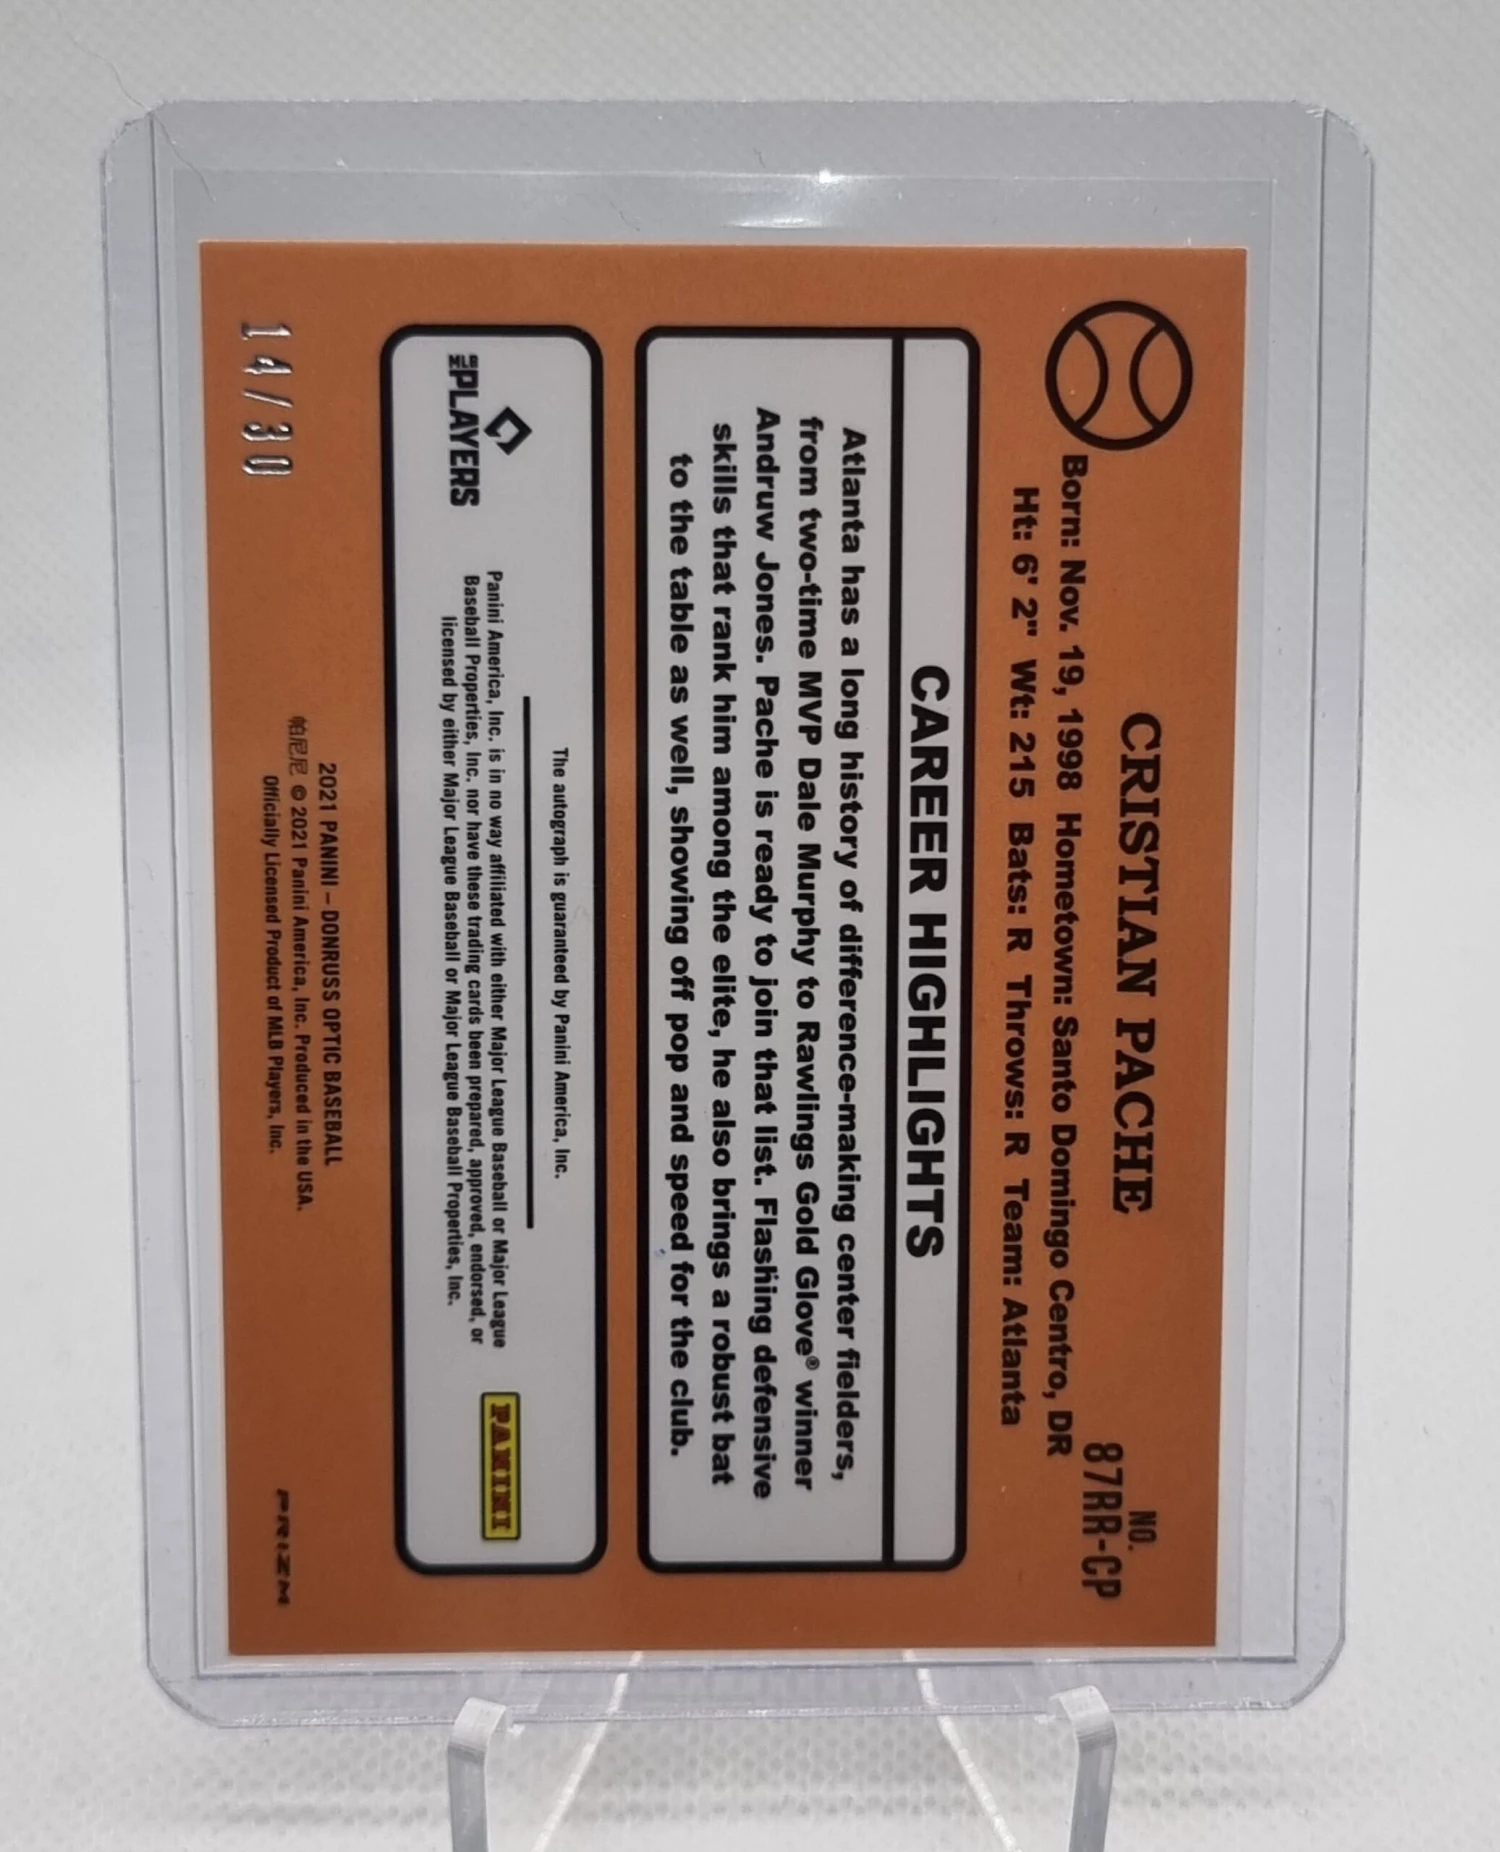 CRISTIAN PACHE
NO.
87RR-CP
Born: Nov. 19, 1998 Hometown: Santo Domingo Centro, DR
Ht: 6' 2" Wt: 215 Bats: R Throws: R Team: Atlanta
CAREER HIGHLIGHTS
Atlanta has a long history of difference-making center fielders,
from two-time MVP Dale Murphy to Rawlings Gold Glove® winner
Andruw Jones. Pache is ready to join that list. Flashing defensive
skills that rank him among the elite, he also brings a robust bat
to the table as well, showing off pop and speed for the club.
The autograph is guaranteed by Panini America, Inc.
MLB PLAYERS
Panini America, Inc. is in no way affiliated with either Major League Baseball or Major League
Baseball Properties, Inc. nor have these trading cards been prepared, approved, endorsed, or
licensed by either Major League Baseball or Major League Baseball Properties, Inc.
PANINI
2021 PANINI – DONRUSS OPTIC BASEBALL
帕尼尼 © 2021 Panini America, Inc. Produced in the USA.
Officially Licensed Product of MLB Players, Inc.
14/30
PRIZM